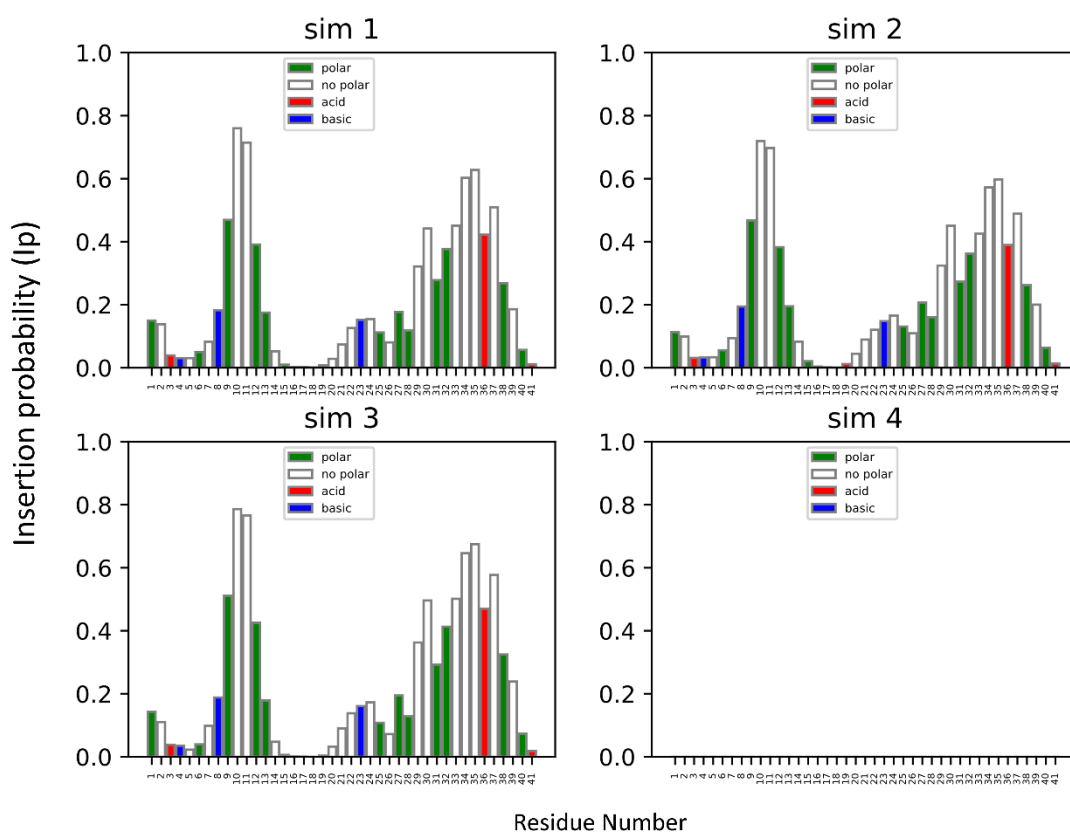 sim 1
1.0
0.8
0.6
0.4
0.2
0.0
polar
no polar
acid
basic
1 2 3 4 5 6 7 8 9 10 11 12 13 14 15 16 17 18 19 20 21 22 23 24 25 26 27 28 29 30 31 32 33 34 35 36 37 38 39 40 41
sim 2
1.0
0.8
0.6
0.4
0.2
0.0
polar
no polar
acid
basic
1 2 3 4 5 6 7 8 9 10 11 12 13 14 15 16 17 18 19 20 21 22 23 24 25 26 27 28 29 30 31 32 33 34 35 36 37 38 39 40 41
Insertion probability (Ip)
sim 3
1.0
0.8
0.6
0.4
0.2
0.0
polar
no polar
acid
basic
1 2 3 4 5 6 7 8 9 10 11 12 13 14 15 16 17 18 19 20 21 22 23 24 25 26 27 28 29 30 31 32 33 34 35 36 37 38 39 40 41
sim 4
1.0
0.8
0.6
0.4
0.2
0.0
polar
no polar
acid
basic
1 2 3 4 5 6 7 8 9 10 11 12 13 14 15 16 17 18 19 20 21 22 23 24 25 26 27 28 29 30 31 32 33 34 35 36 37 38 39 40 41
Residue Number